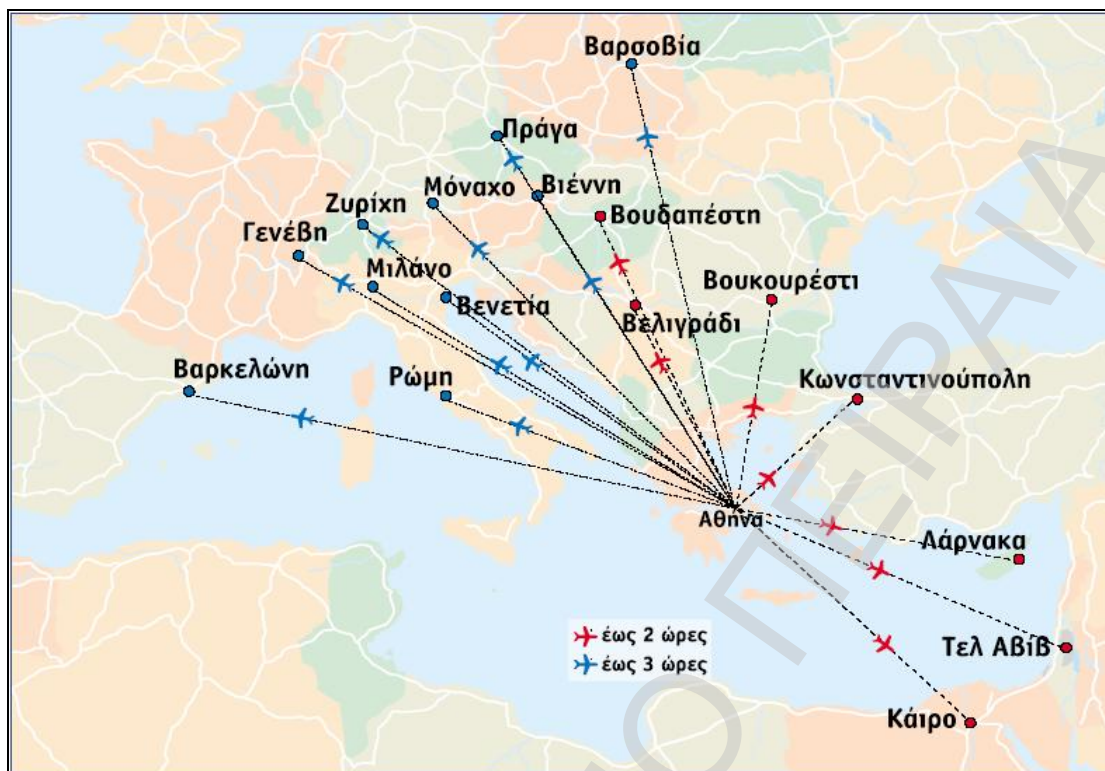 Βαρσοβία
Πράγα
Μόναχο
Βιέννη
Ζυρίχη
Βουδαπέστη
Γενέβη
Μιλάνο
Βενετία
Βουκουρέστι
Βελιγράδι
Βαρκελώνη
Ρώμη
Κωνσταντινούπολη
Αθήνα
Λάρνακα
έως 2 ώρες
έως 3 ώρες
Τελ Αβίβ
Κάιρο
ΠΕΙΡΑΙΑ